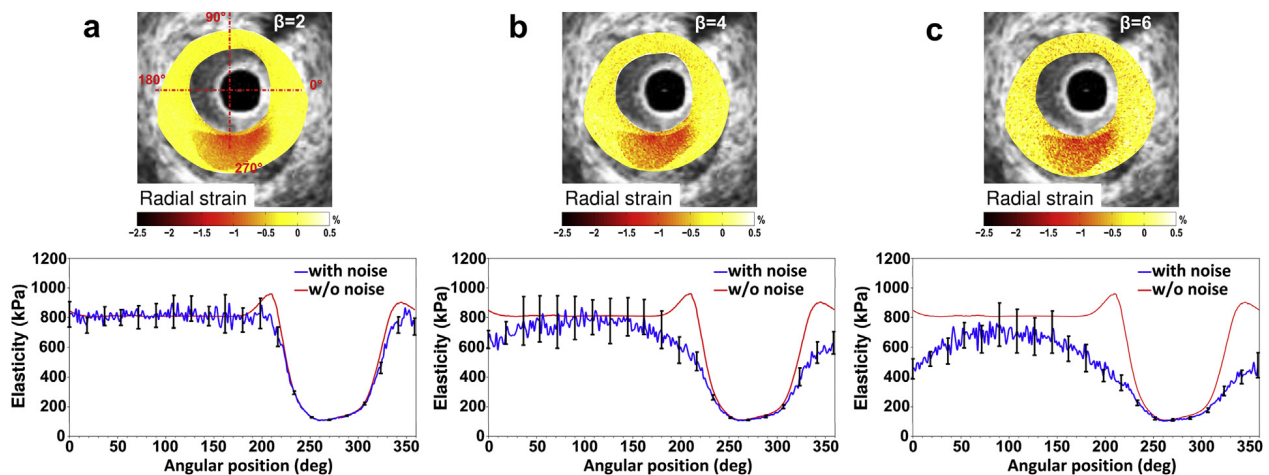 a
β=2
90°
180°
0°
270°
Radial strain
%
−2.5 −2 −1.5 −1 −0.5 0 0.5
Elasticity (kPa)
1200
1000
800
600
400
200
0
with noise
w/o noise
0 50 100 150 200 250 300 350
Angular position (deg)
b
β=4
Radial strain
%
−2.5 −2 −1.5 −1 −0.5 0 0.5
Elasticity (kPa)
1200
1000
800
600
400
200
0
with noise
w/o noise
0 50 100 150 200 250 300 350
Angular position (deg)
c
β=6
Radial strain
%
−2.5 −2 −1.5 −1 −0.5 0 0.5
Elasticity (kPa)
1200
1000
800
600
400
200
0
with noise
w/o noise
0 50 100 150 200 250 300 350
Angular position (deg)